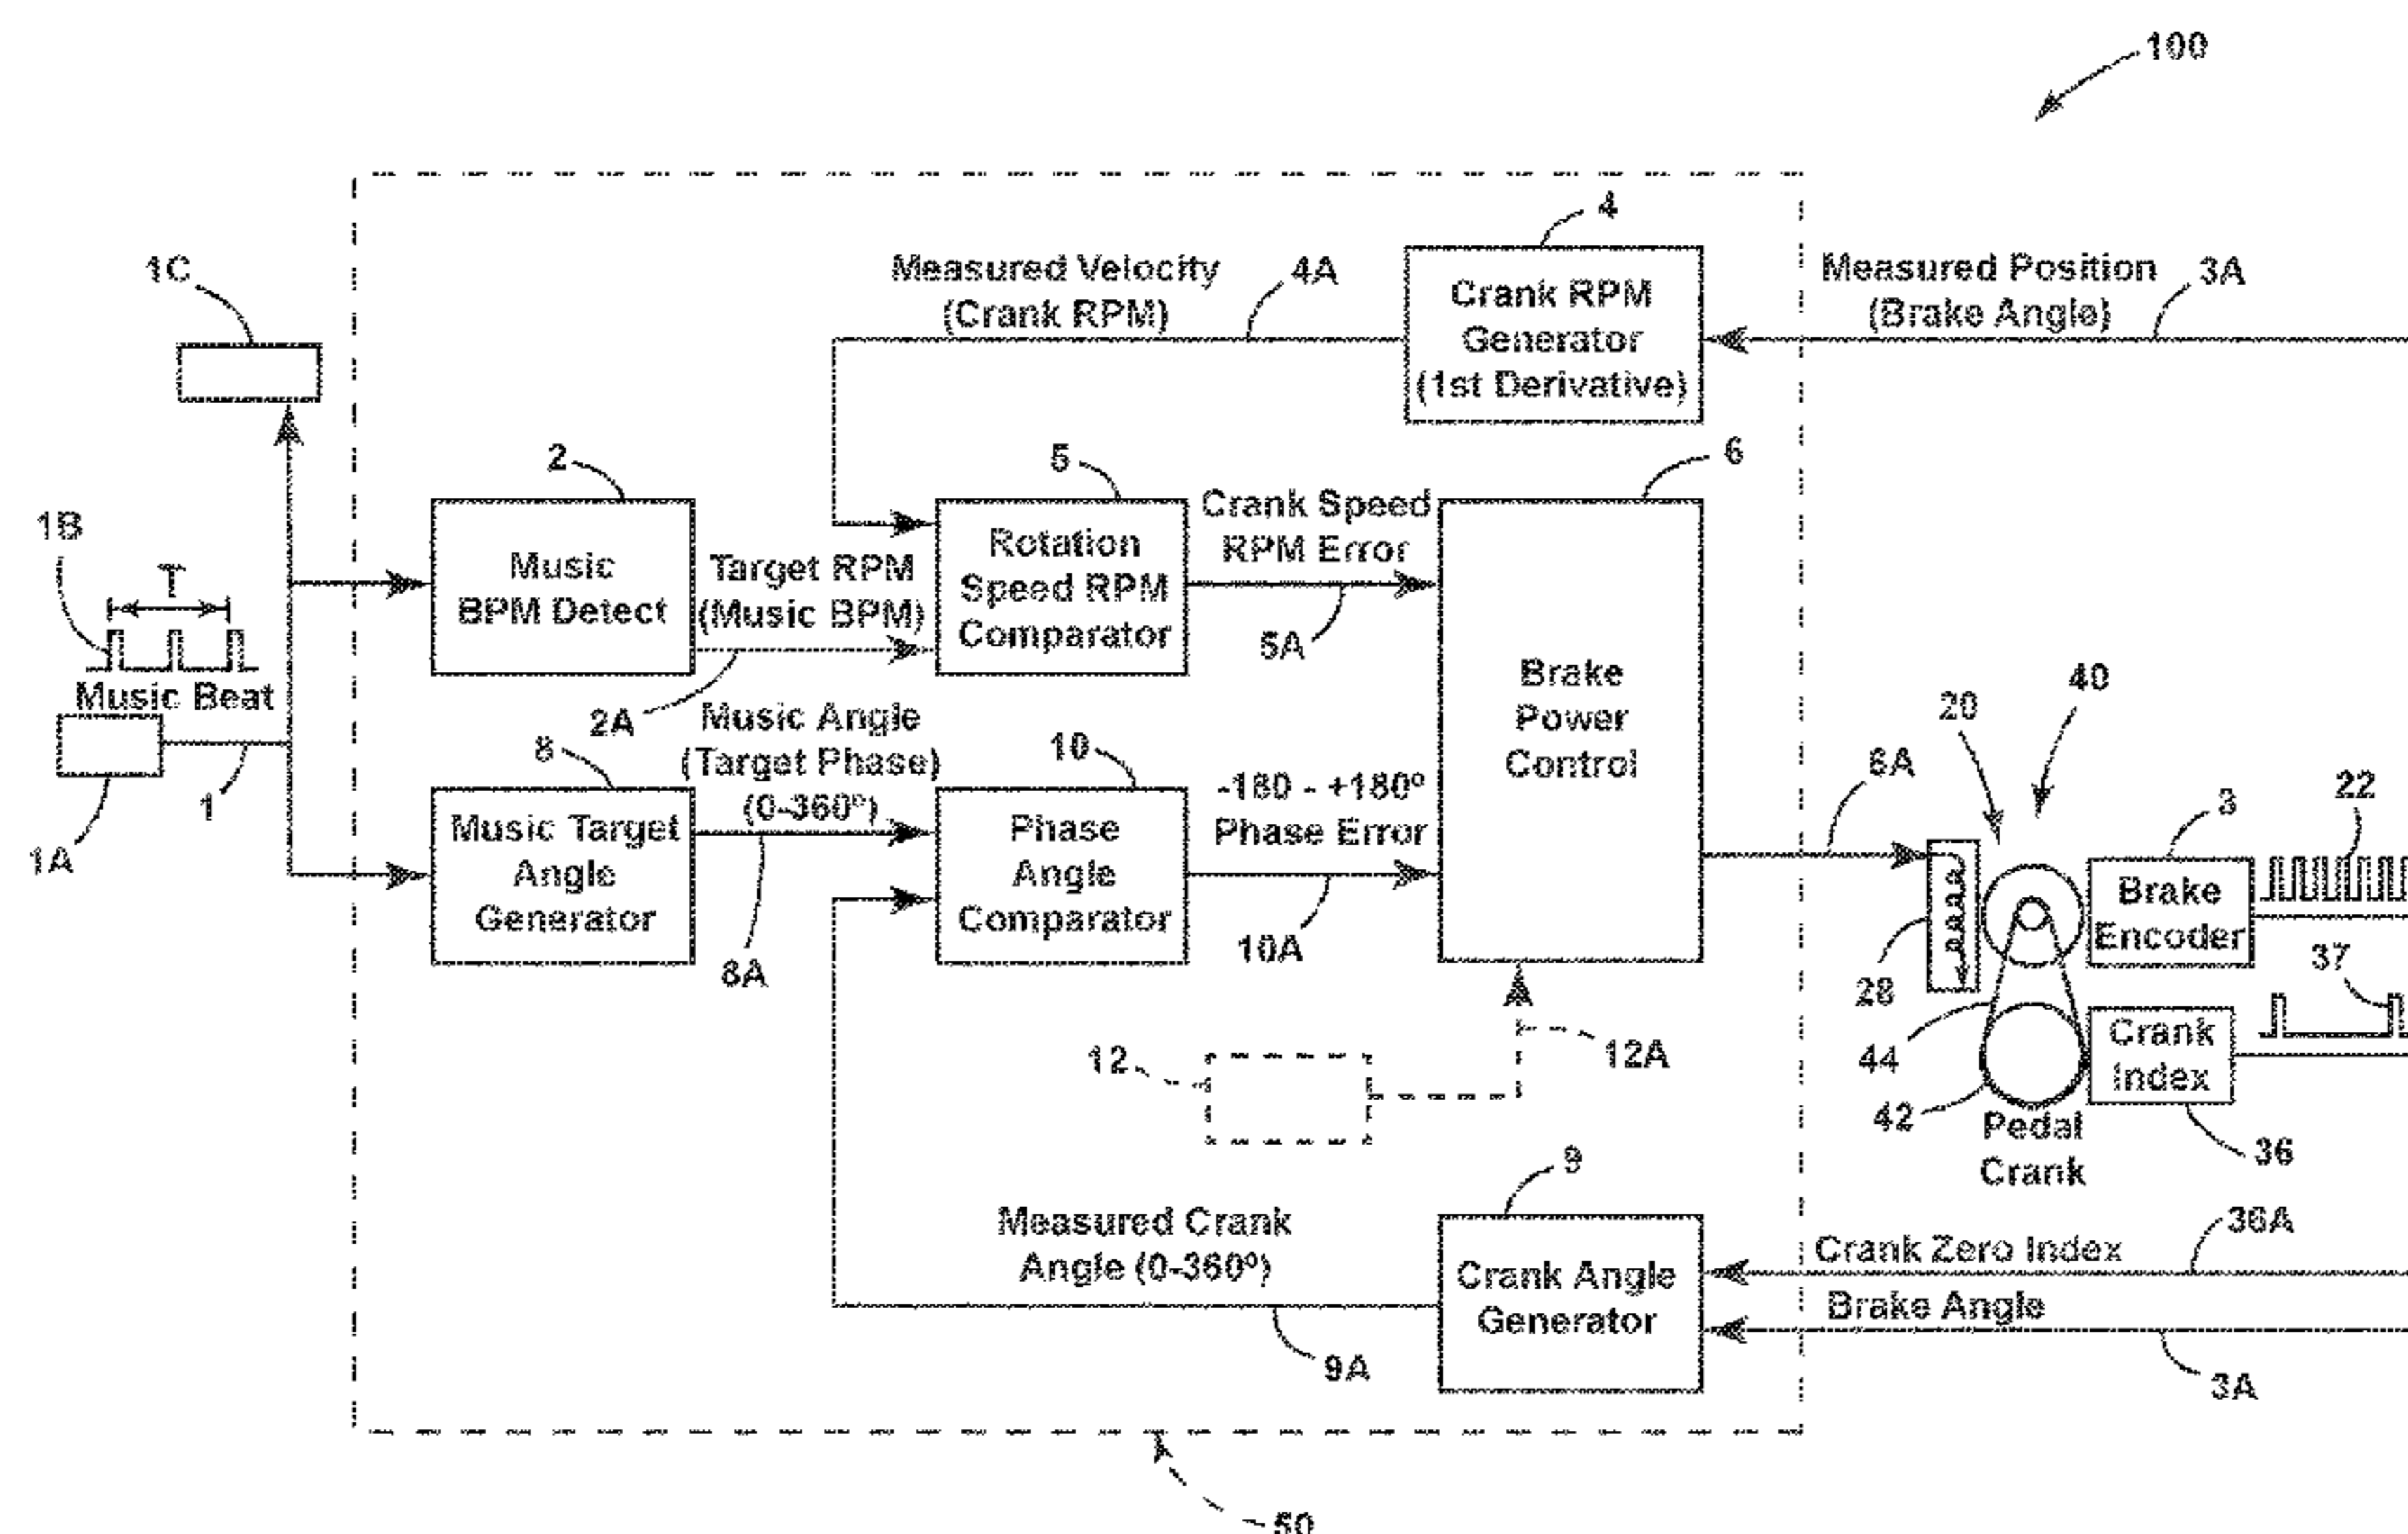 100
4
1C
Measured Velocity
(Crank RPM)
4A
Crank RPM
Generator
(1st Derivative)
Measured Position
(Brake Angle)
3A
2
5
6
1B
T
Music Beat
Music
BPM Detect
Target RPM
(Music BPM)
2A
Rotation
Speed RPM
Comparator
Crank Speed
RPM Error
5A
Brake
Power
Control
1
1A
8
Music Angle
(Target Phase)
(0-360º)
10
Music Target
Angle
Generator
8A
Phase
Angle
Comparator
-180 - +180º
Phase Error
10A
6A
20
40
3
22
Brake
Encoder
28
37
44
42
Crank
Index
Pedal
Crank
36
12
12A
9
Measured Crank
Angle (0-360º)
9A
Crank Angle
Generator
36A
Crank Zero Index
Brake Angle
3A
50